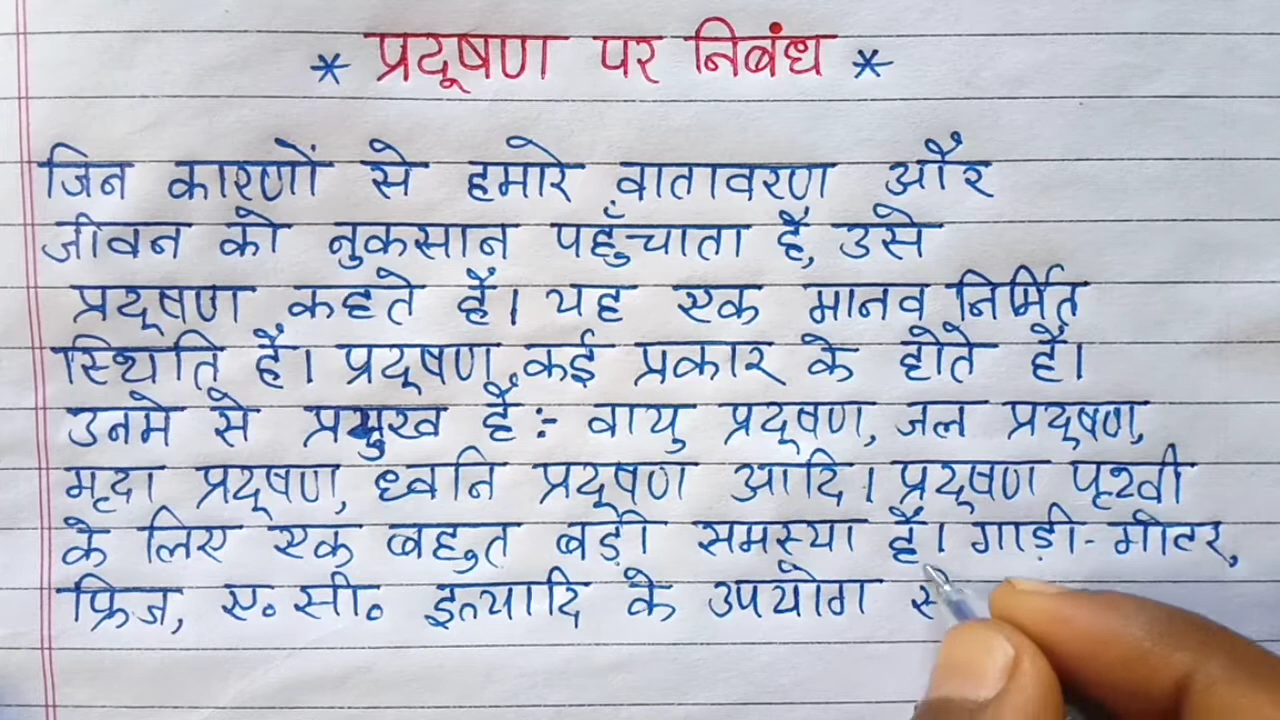 * प्रदूषण पर निबंध *
जिन कारणों से हमारे वातावरण और
जीवन को नुकसान पहुँचाता है, उसे
प्रदूषण कहते हैं। यह एक मानव निर्मित
स्थिति है। प्रदूषण कई प्रकार के होते हैं।
उनमे से प्रमुख है:- वायु प्रदूषण, जल प्रदूषण,
मृदा प्रदूषण, ध्वनि प्रदूषण आदि। प्रदूषण पृथ्वी
के लिए एक बहुत बड़ी समस्या है। गाड़ी-मोटर,
फ्रिज, ए.सी. इत्यादि के उपयोग